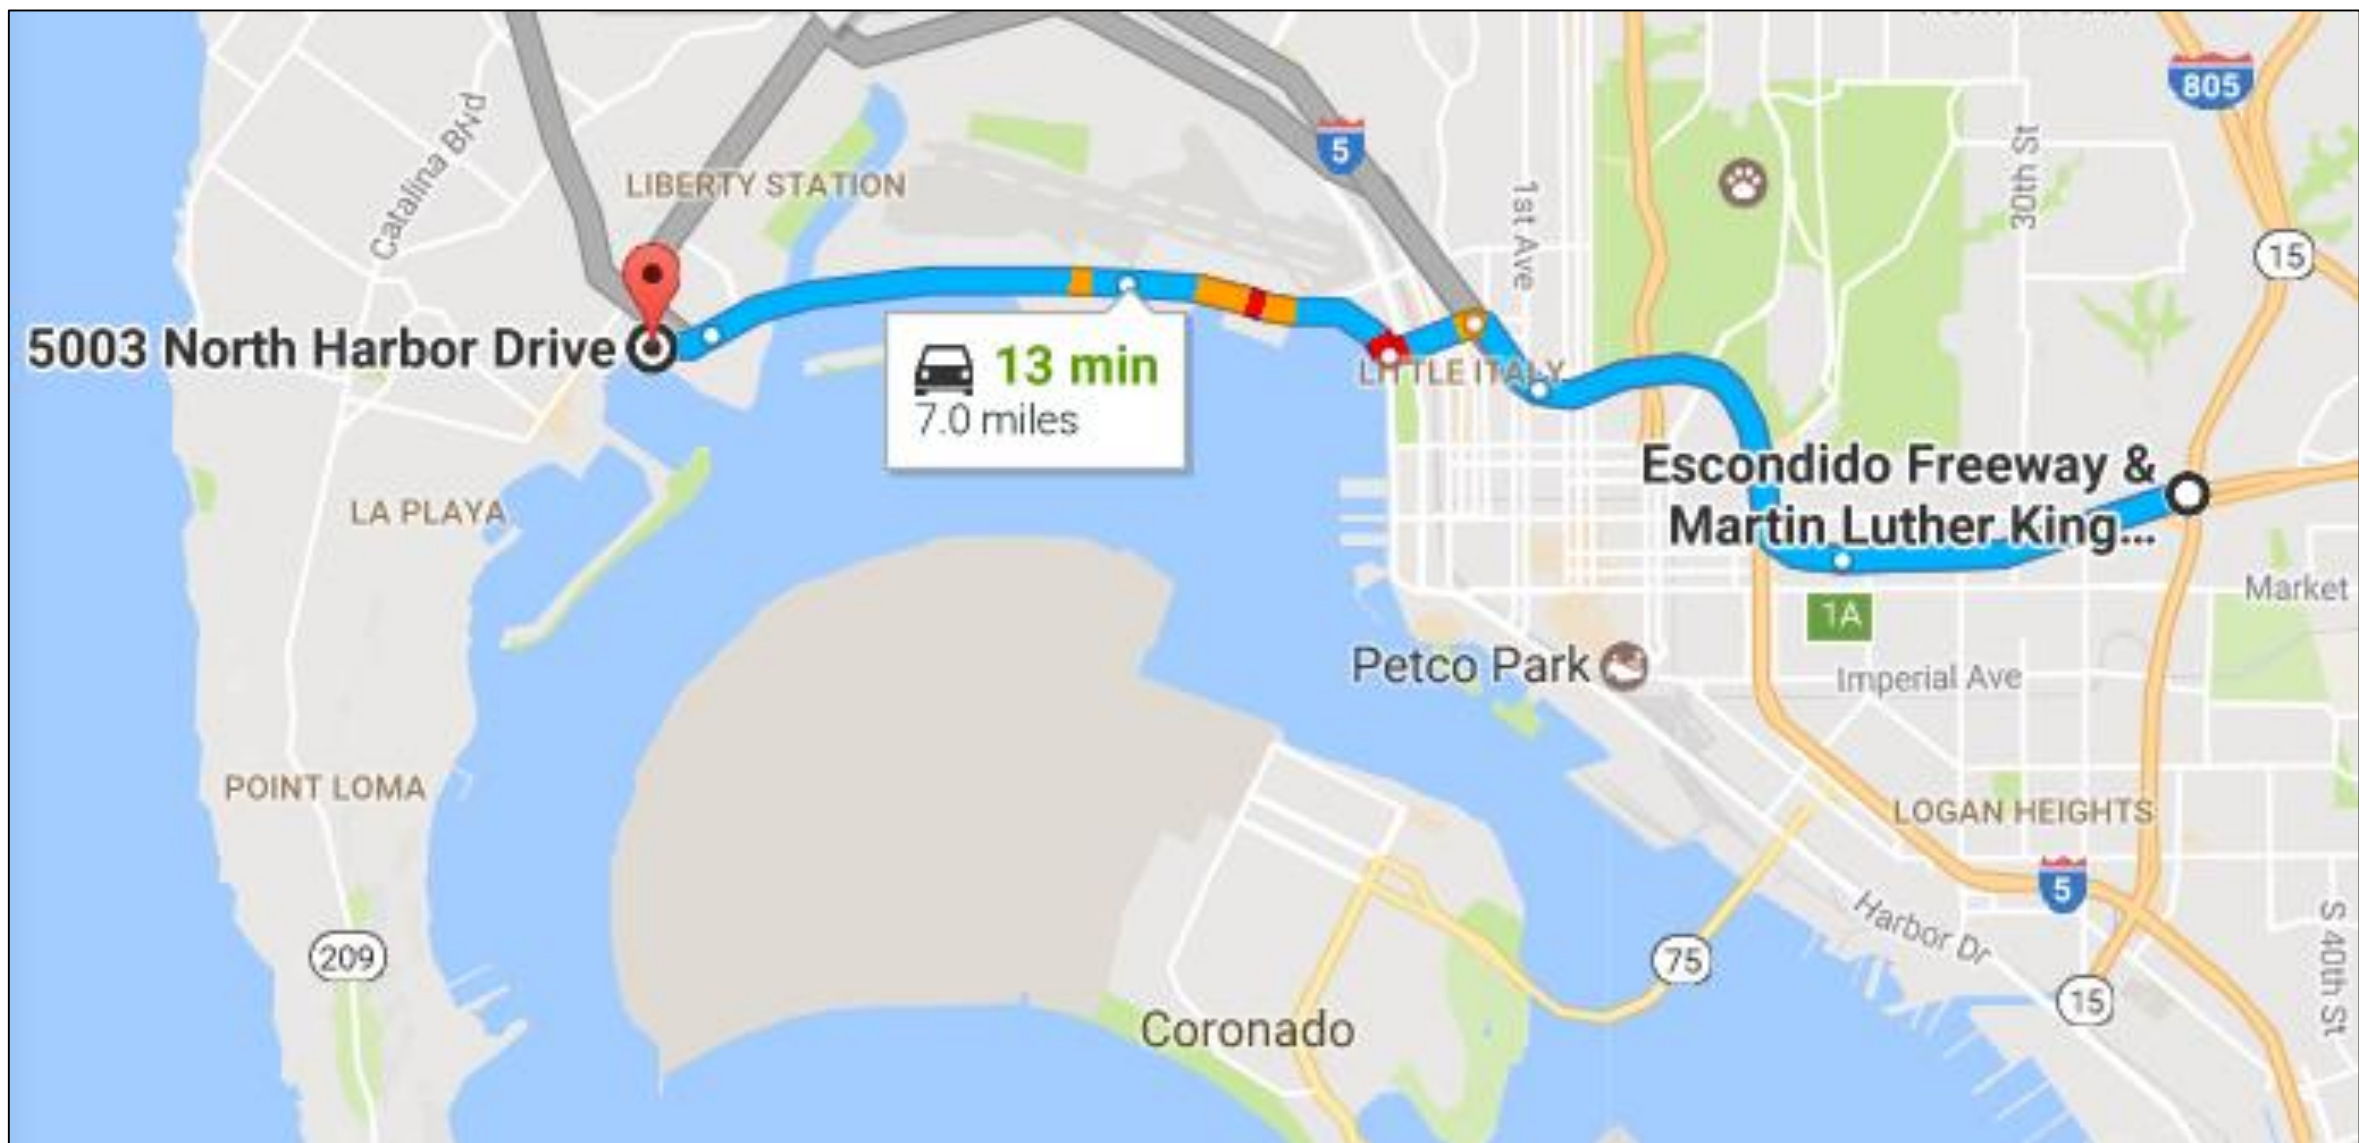 805
Catalina Blvd
5
LIBERTY STATION
1st Ave
30th St
15
5003 North Harbor Drive
13 min
7.0 miles
LITTLE ITALY
Escondido Freeway &
Martin Luther King...
LA PLAYA
Market
1A
Petco Park
Imperial Ave
POINT LOMA
LOGAN HEIGHTS
5
Harbor Dr
209
75
15
S 40th St
Coronado